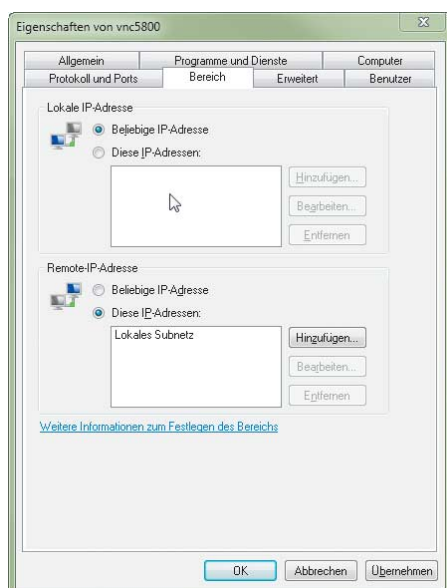 Eigenschaften von vnc5800
Allgemein Programme und Dienste Computer
Protokoll und Ports Bereich Erweitert Benutzer
Lokale IP-Adresse
Beliebige IP-Adresse
Diese IP-Adressen:
Hinzufügen...
Bearbeiten...
Entfernen
Remote-IP-Adresse
Beliebige IP-Adresse
Diese IP-Adressen:
Lokales Subnetz
Hinzufügen...
Bearbeiten...
Entfernen
Weitere Informationen zum Festlegen des Bereichs
OK Abbrechen Übernehmen